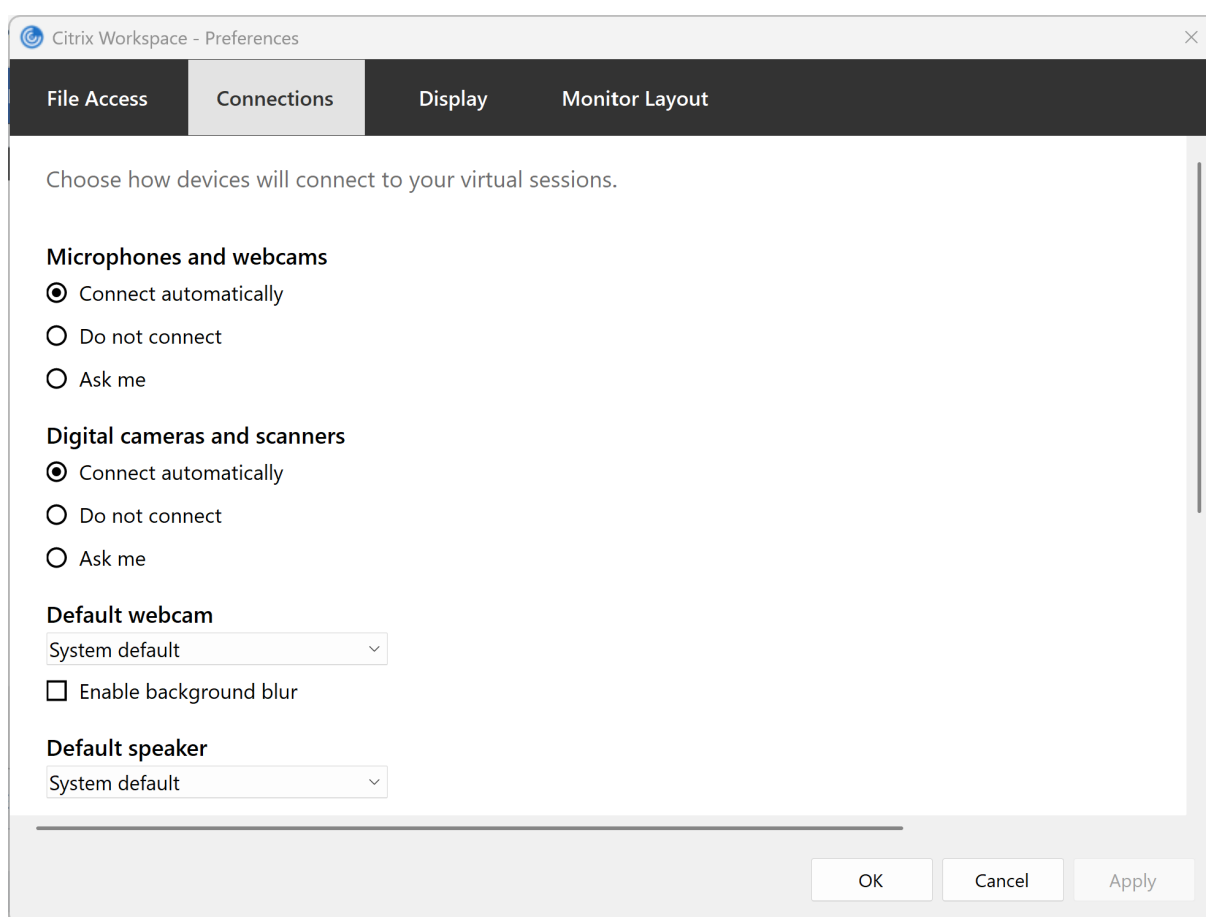 Citrix Workspace - Preferences
File Access Connections Display Monitor Layout
Choose how devices will connect to your virtual sessions.
Microphones and webcams
Connect automatically
Do not connect
Ask me
Digital cameras and scanners
Connect automatically
Do not connect
Ask me
Default webcam
System default
Enable background blur
Default speaker
System default
OK Cancel Apply